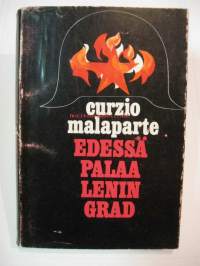 curzio
malaparte
EDESSÄ
PALAA
LENIN
GRAD